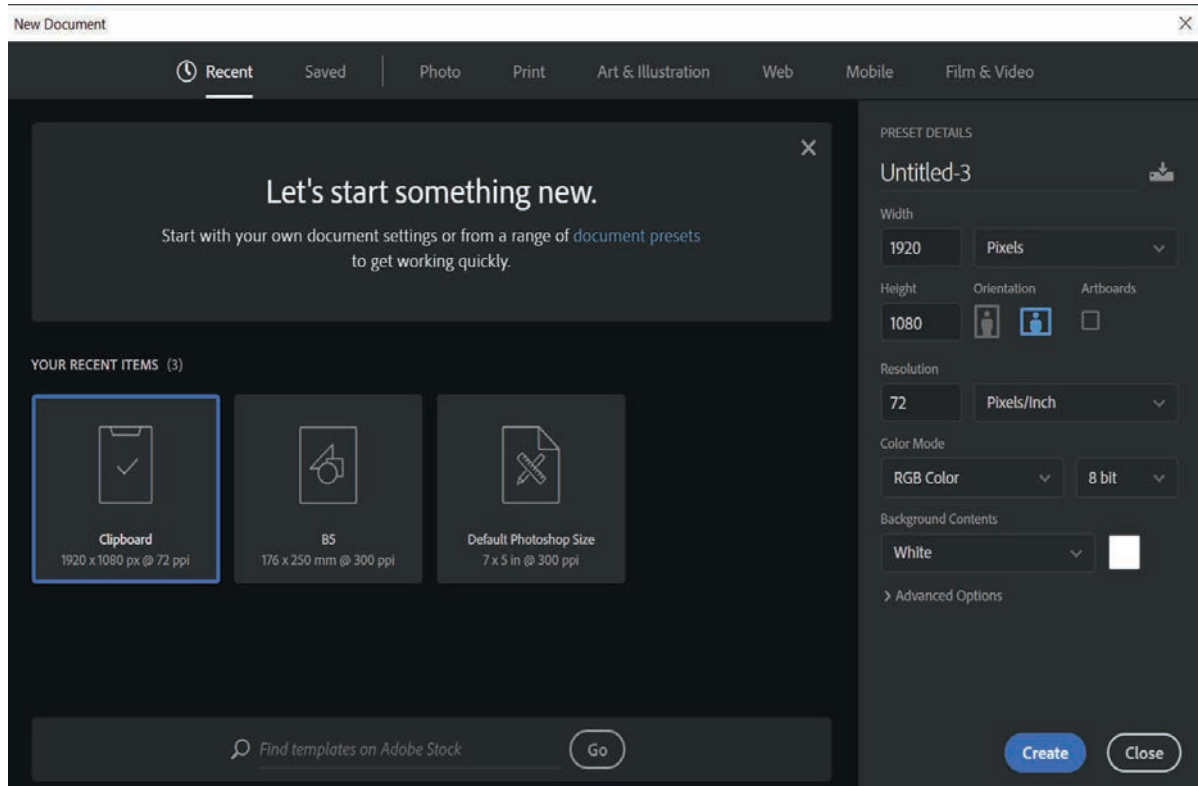 New Document
Recent Saved Photo Print Art & Illustration Web Mobile Film & Video
Let's start something new.
Start with your own document settings or from a range of document presets
to get working quickly.
YOUR RECENT ITEMS (3)
Clipboard
1920 x 1080 px @ 72 ppi
B5
176 x 250 mm @ 300 ppi
Default Photoshop Size
7 x 5 in @ 300 ppi
Find templates on Adobe Stock Go
PRESET DETAILS
Untitled-3
Width
1920 Pixels
Height Orientation Artboards
1080
Resolution
72 Pixels/Inch
Color Mode
RGB Color 8 bit
Background Contents
White
Advanced Options
Create Close